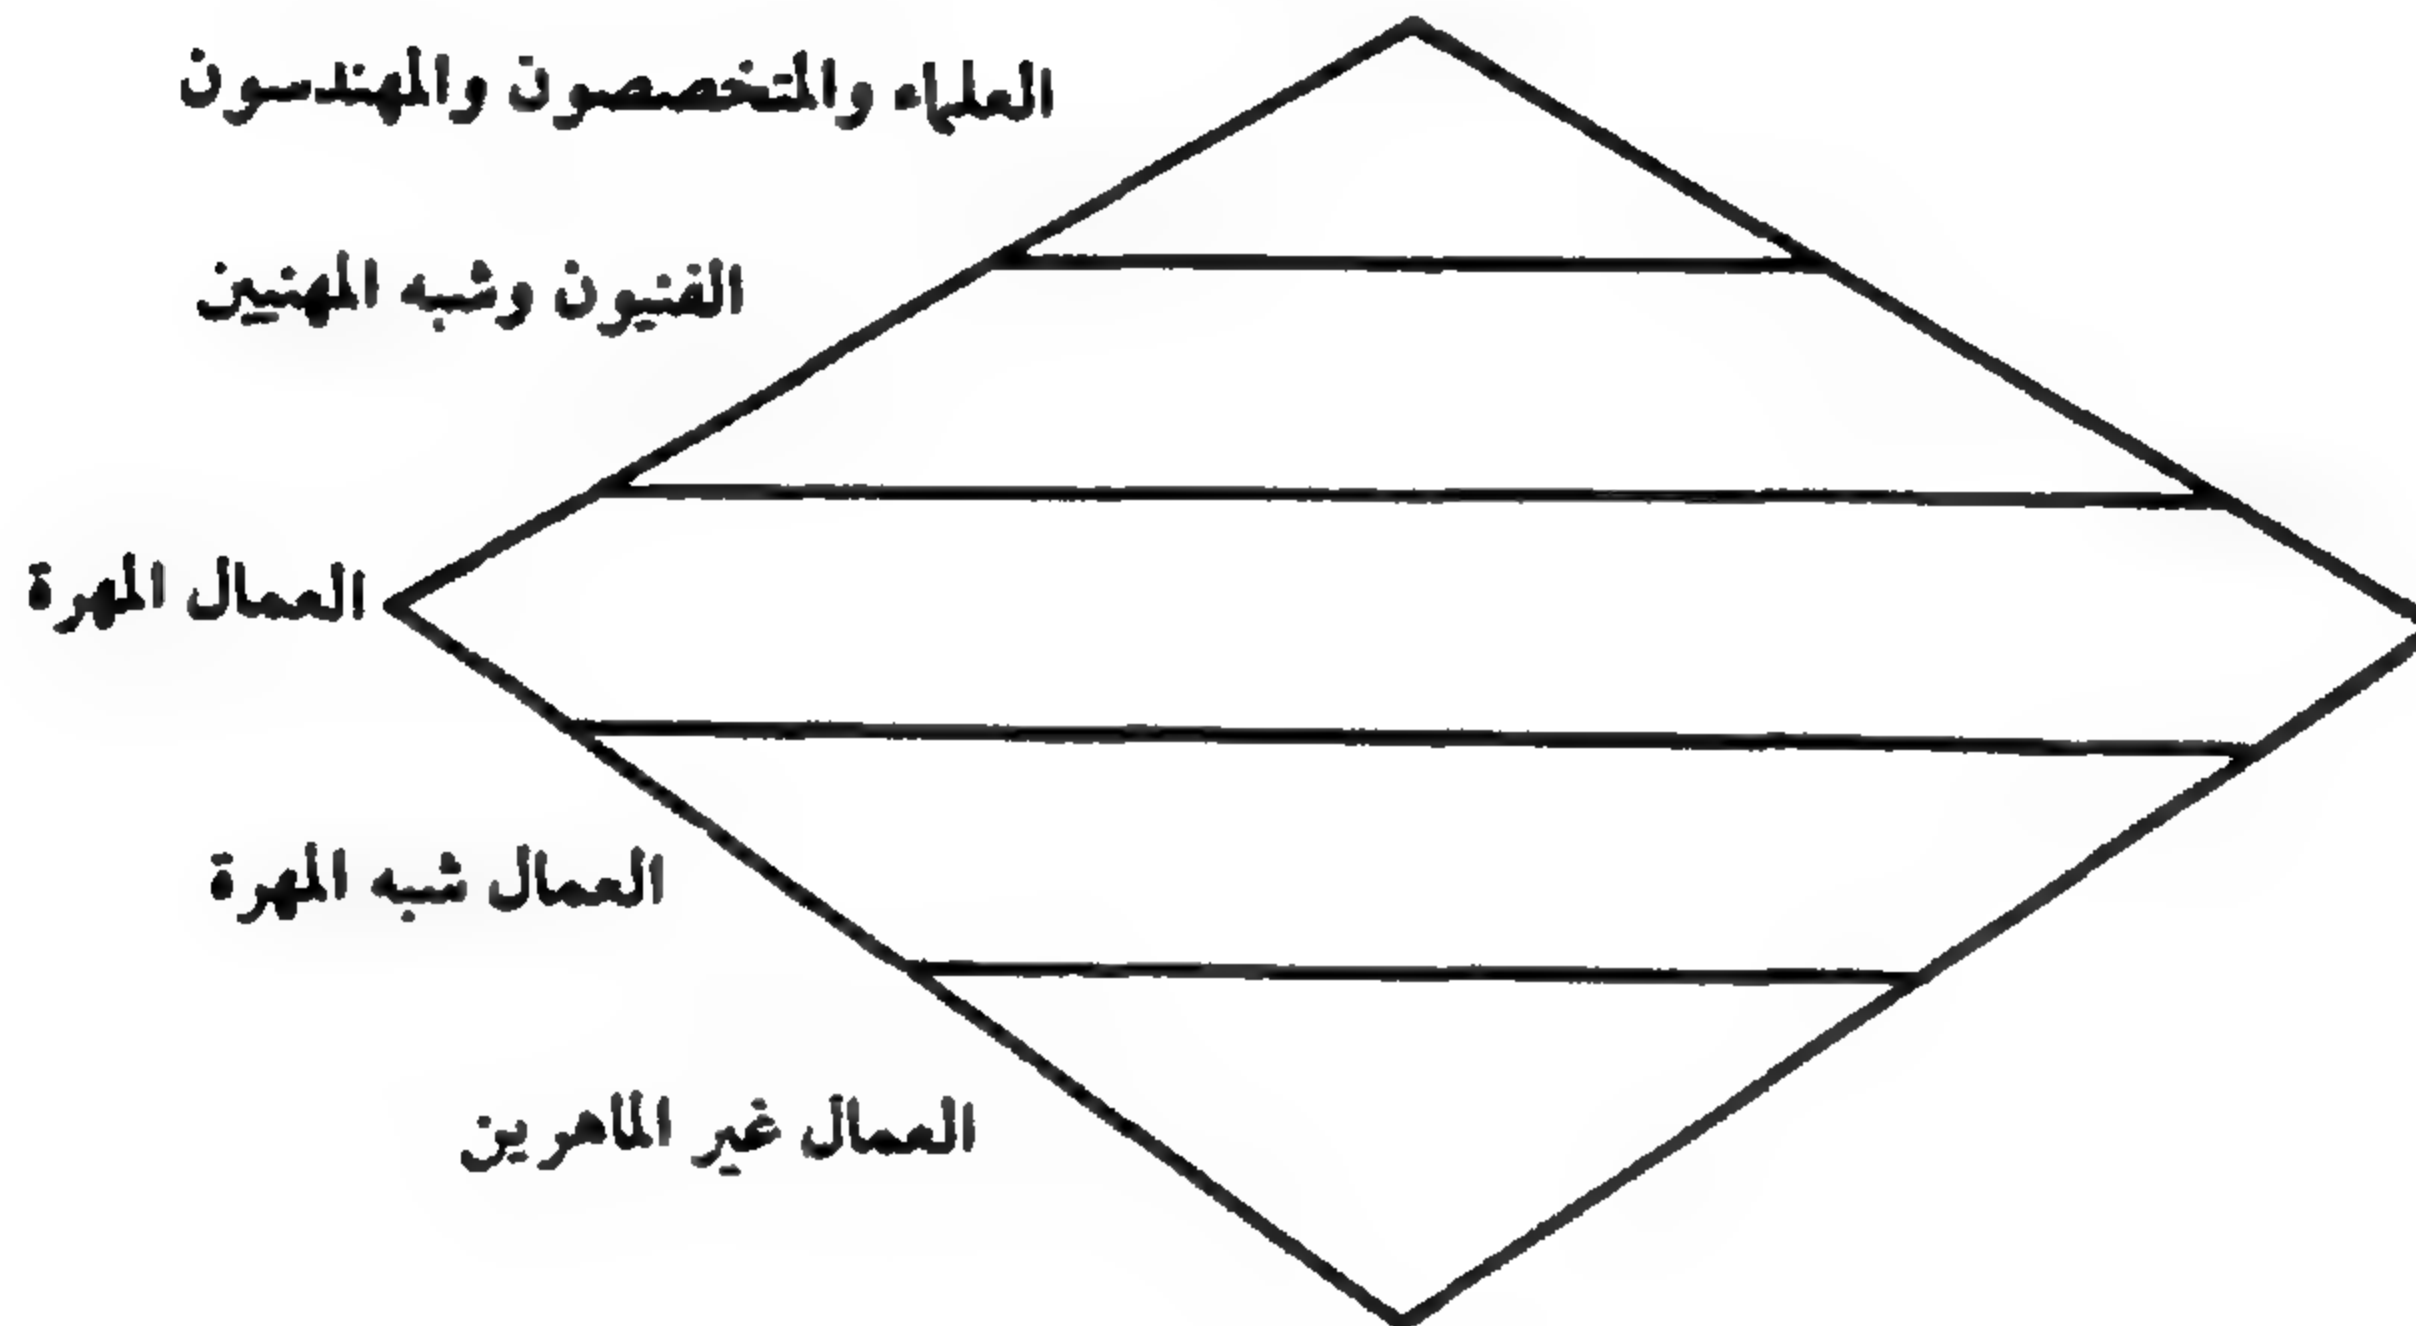 العلماء والمتخصصون والمهندسون
الفنيون وشبه المهنيين
العمال المهرة
العمال شبه المهرة
العمال غير الماهرين